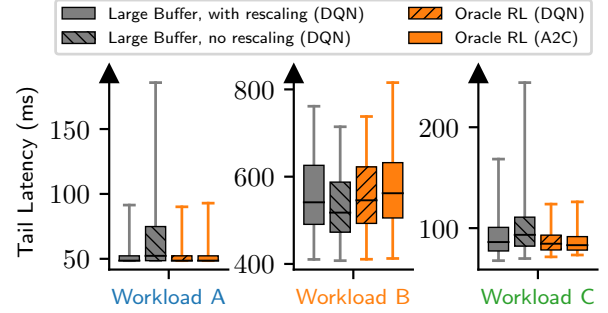 Large Buffer, with rescaling (DQN)
Large Buffer, no rescaling (DQN)
Oracle RL (DQN)
Oracle RL (A2C)
Tail Latency (ms)
150
100
50
Workload A
800
600
400
Workload B
200
100
Workload C